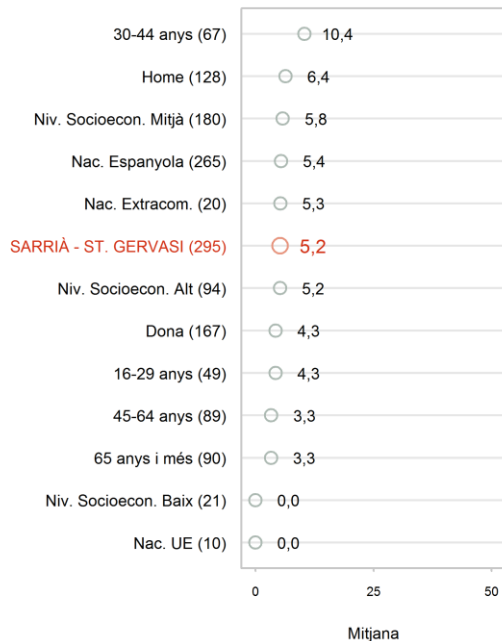 30-44 anys (67) 10,4
Home (128) 6,4
Niv. Socioecon. Mitjà (180) 5,8
Nac. Espanyola (265) 5,4
Nac. Extracom. (20) 5,3
SARRIÀ - ST. GERVASI (295) 5,2
Niv. Socioecon. Alt (94) 5,2
Dona (167) 4,3
16-29 anys (49) 4,3
45-64 anys (89) 3,3
65 anys i més (90) 3,3
Niv. Socioecon. Baix (21) 0,0
Nac. UE (10) 0,0
0 25 50
Mitjana